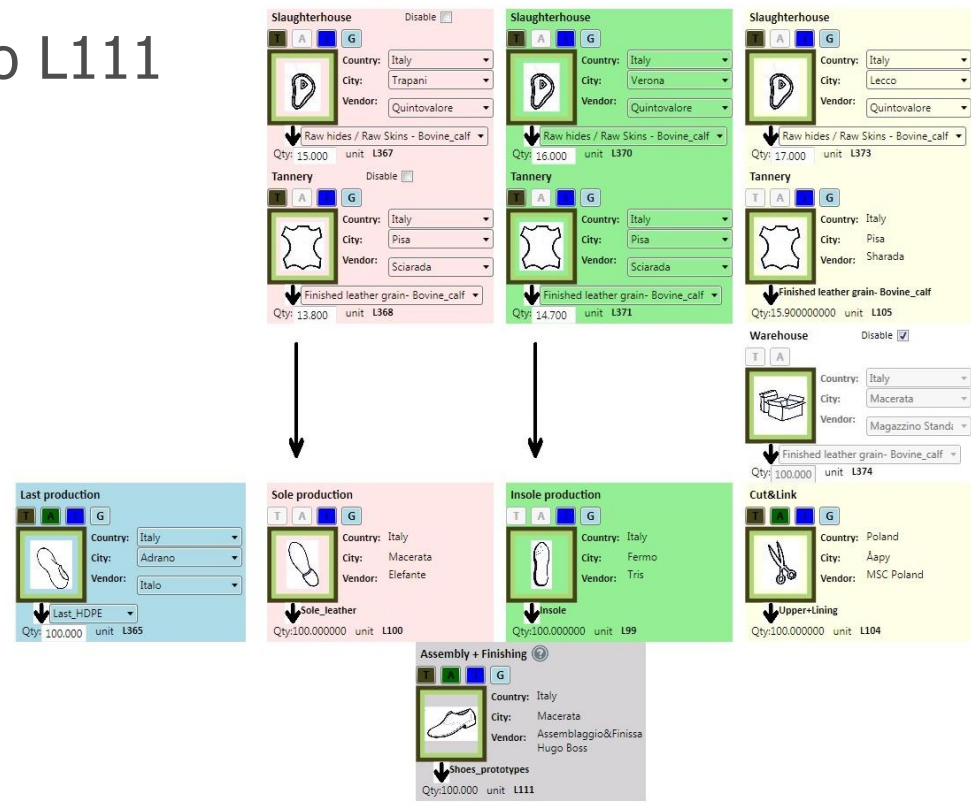 o L111
Slaughterhouse Disable
T A I G
Country: Italy
City: Trapani
Vendor: Quintovalore
Raw hides / Raw Skins - Bovine_calf
Qty: 15.000 unit L367
Tannery Disable
T A I G
Country: Italy
City: Pisa
Vendor: Sciarada
Finished leather grain- Bovine_calf
Qty: 13.800 unit L368
Slaughterhouse
T A I G
Country: Italy
City: Verona
Vendor: Quintovalore
Raw hides / Raw Skins - Bovine_calf
Qty: 16.000 unit L370
Tannery
T A I G
Country: Italy
City: Pisa
Vendor: Sciarada
Finished leather grain- Bovine_calf
Qty: 14.700 unit L371
Slaughterhouse
T A I G
Country: Italy
City: Lecco
Vendor: Quintovalore
Raw hides / Raw Skins - Bovine_calf
Qty: 17.000 unit L373
Tannery
T A I G
Country: Italy
City: Pisa
Vendor: Sharada
Finished leather grain- Bovine_calf
Qty:15.900000000 unit L105
Warehouse Disable
T A
Country: Italy
City: Macerata
Vendor: Magazzino Standa
Finished leather grain- Bovine_calf
Qty: 100.000 unit L374
Last production
T A I G
Country: Italy
City: Adrano
Vendor: Italo
Last_HDPE
Qty: 100.000 unit L365
Sole production
T A I G
Country: Italy
City: Macerata
Vendor: Elefante
Sole_leather
Qty:100.000000 unit L100
Insole production
T A I G
Country: Italy
City: Fermo
Vendor: Tris
Insole
Qty:100.000000 unit L99
Cut&Link
T A I G
Country: Poland
City: Åapy
Vendor: MSC Poland
Upper+Lining
Qty:100.000000 unit L104
Assembly + Finishing ?
T A I G
Country: Italy
City: Macerata
Vendor: Assemblaggio&Finissa
Hugo Boss
Shoes_prototypes
Qty:100.000 unit L111